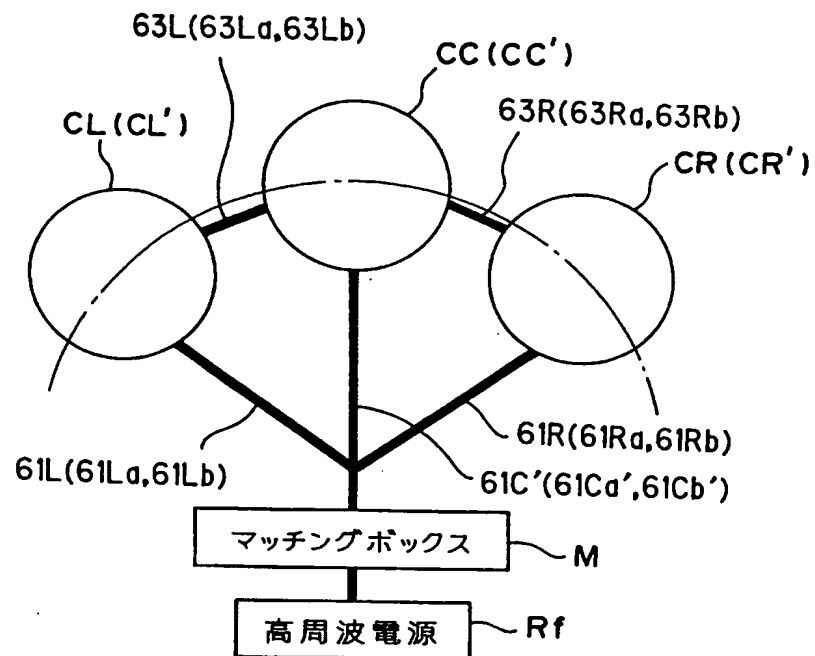 63L(63La,63Lb)
CC(CC')
63R(63Ra,63Rb)
CL(CL')
CR(CR')
61R(61Ra,61Rb)
61L(61La,61Lb)
61C'(61Ca',61Cb')
マッチングボックス
M
高周波電源
Rf